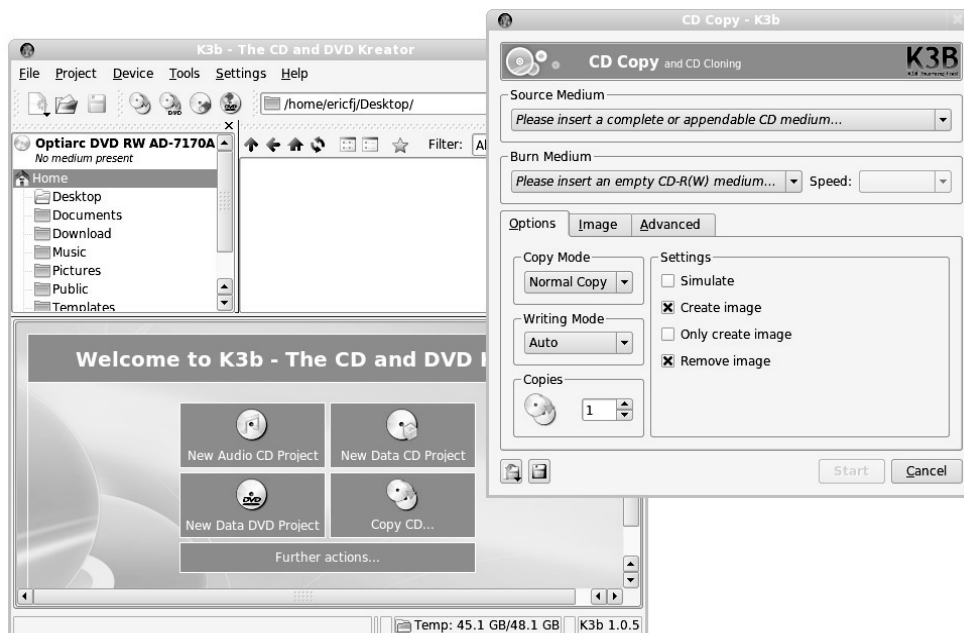 K3b - The CD and DVD Kreator
File Project Device Tools Settings Help
/home/ericfj/Desktop/
Optiarc DVD RW AD-7170A
No medium present
Filter:
Home
Desktop
Documents
Download
Music
Pictures
Public
Templates
Welcome to K3b - The CD and DVD
New Audio CD Project
New Data CD Project
New Data DVD Project
Copy CD...
Further actions...
Temp: 45.1 GB/48.1 GB
K3b 1.0.5
CD Copy - K3b
CD Copy and CD Cloning
K3B
Source Medium
Please insert a complete or appendable CD medium...
Burn Medium
Please insert an empty CD-R(W) medium...
Speed:
Options Image Advanced
Copy Mode
Normal Copy
Writing Mode
Auto
Copies
1
Settings
Simulate
Create image
Only create image
Remove image
Start
Cancel